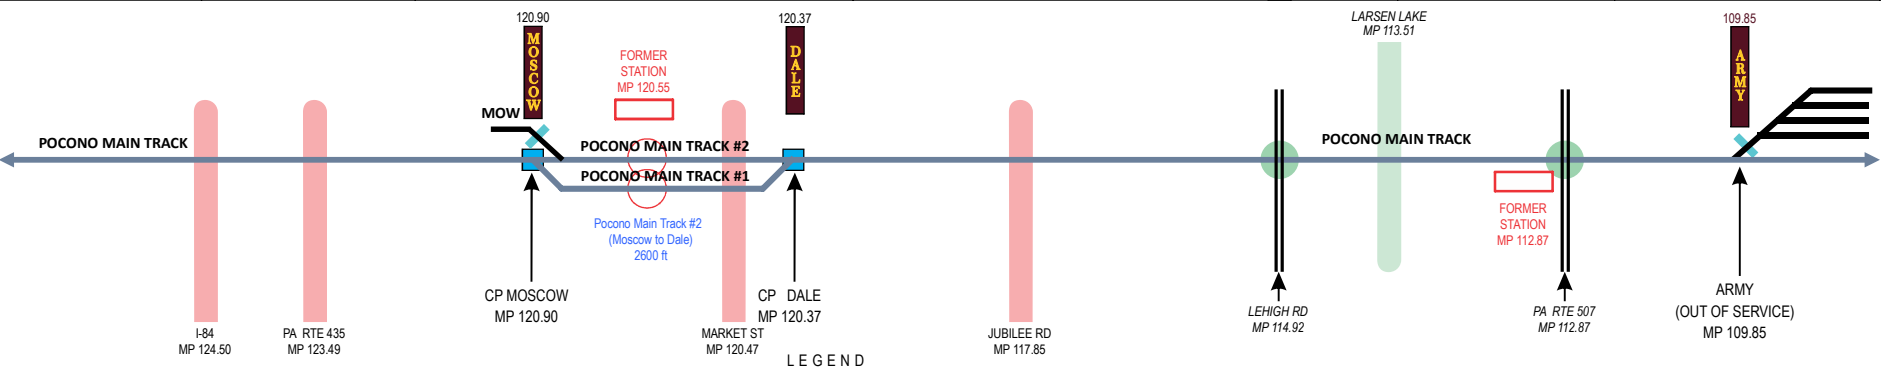 120.90
MOSCOW
120.37
DALE
FORMER
STATION
MP 120.55
LARSEN LAKE
MP 113.51
109.85
ARMY
MOW
POCONO MAIN TRACK
POCONO MAIN TRACK #2
POCONO MAIN TRACK #1
POCONO MAIN TRACK
Pocono Main Track #2
(Moscow to Dale)
2600 ft
FORMER
STATION
MP 112.87
CP MOSCOW
MP 120.90
CP DALE
MP 120.37
I-84
MP 124.50
PA RTE 435
MP 123.49
MARKET ST
MP 120.47
JUBILEE RD
MP 117.85
LEHIGH RD
MP 114.92
PA RTE 507
MP 112.87
ARMY
(OUT OF SERVICE)
MP 109.85
LEGEND